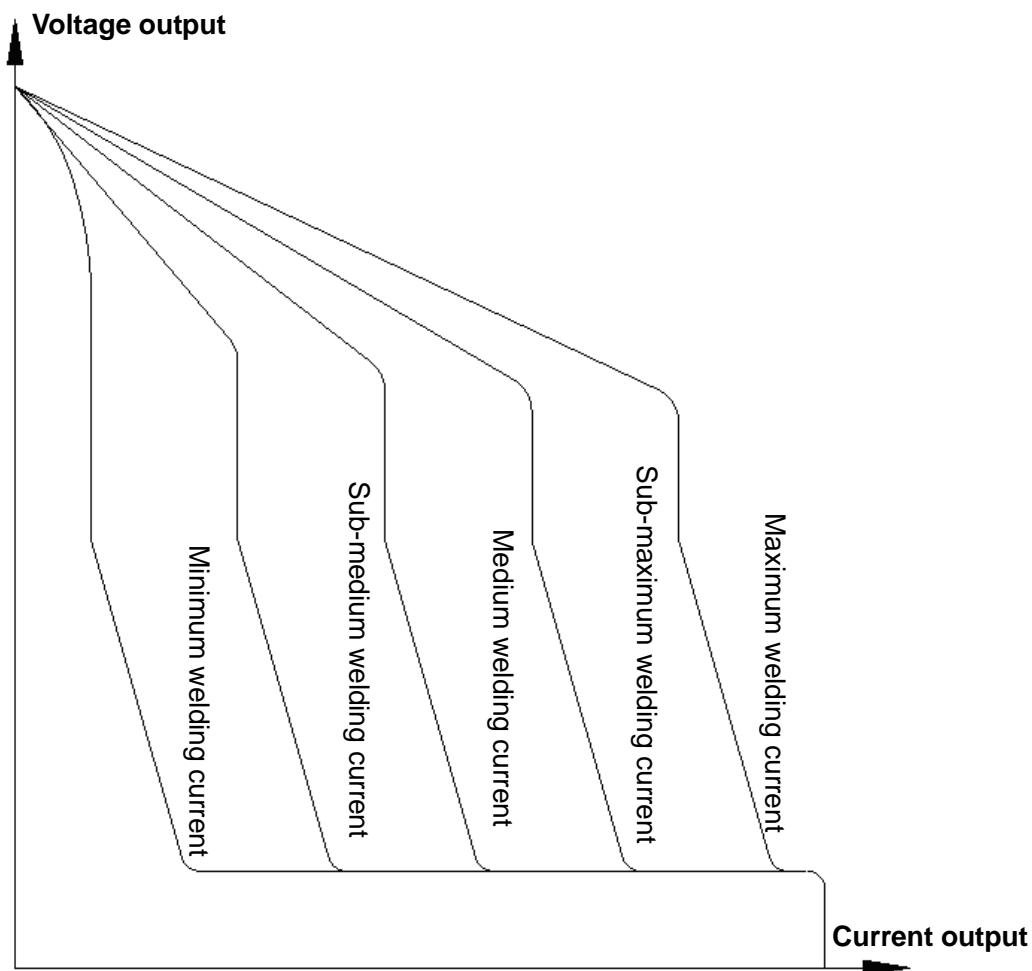 Voltage output
Minimum welding current
Sub-medium welding current
Medium welding current
Sub-maximum welding current
Maximum welding current
Current output